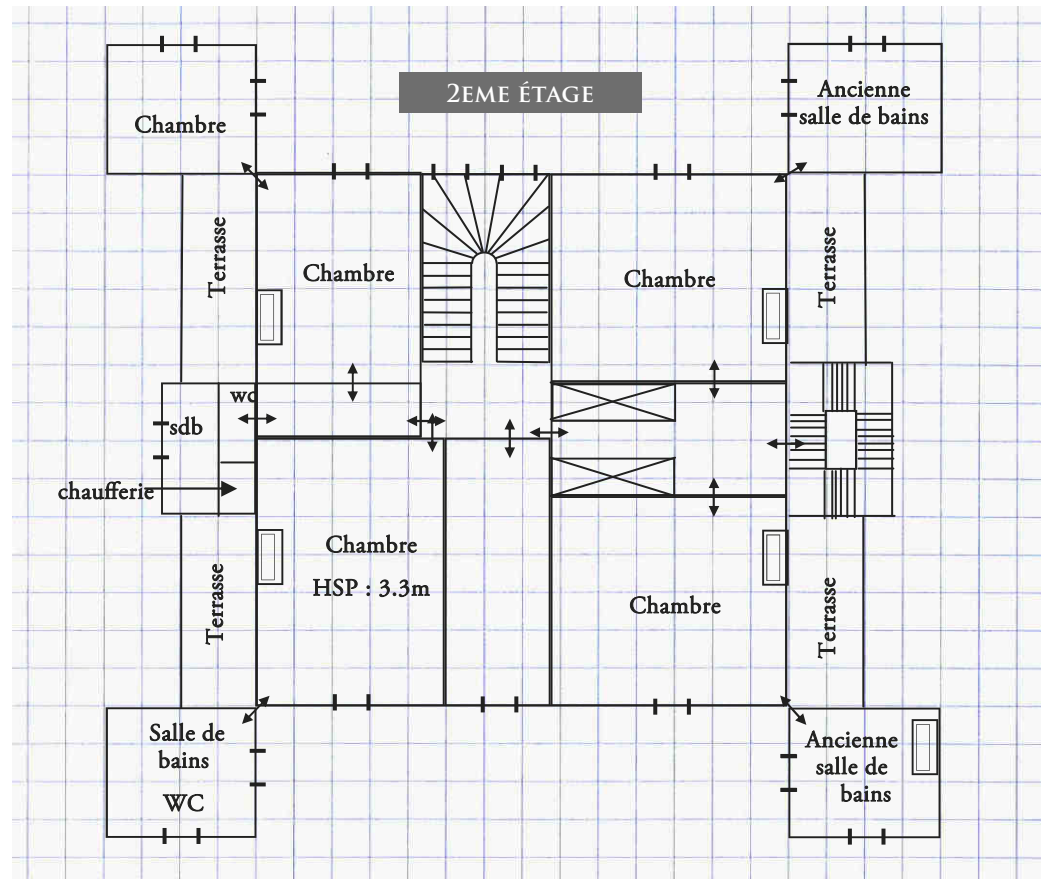 2EME ÉTAGE
Chambre
Ancienne
salle de bains
Terrasse
Chambre
Chambre
Terrasse
wc
sdb
chaufferie
Chambre
HSP : 3.3m
Terrasse
Chambre
Terrasse
Salle de
bains
WC
Ancienne
salle de
bains